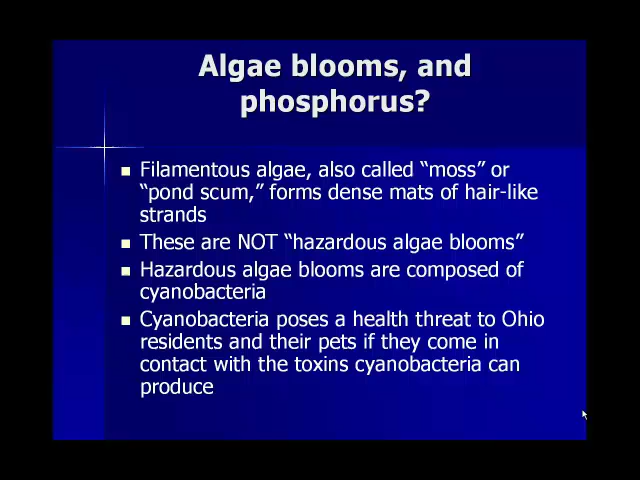 Algae blooms, and
phosphorus?
Filamentous algae, also called “moss” or
“pond scum,” forms dense mats of hair-like
strands
These are NOT “hazardous algae blooms”
Hazardous algae blooms are composed of
cyanobacteria
Cyanobacteria poses a health threat to Ohio
residents and their pets if they come in
contact with the toxins cyanobacteria can
produce